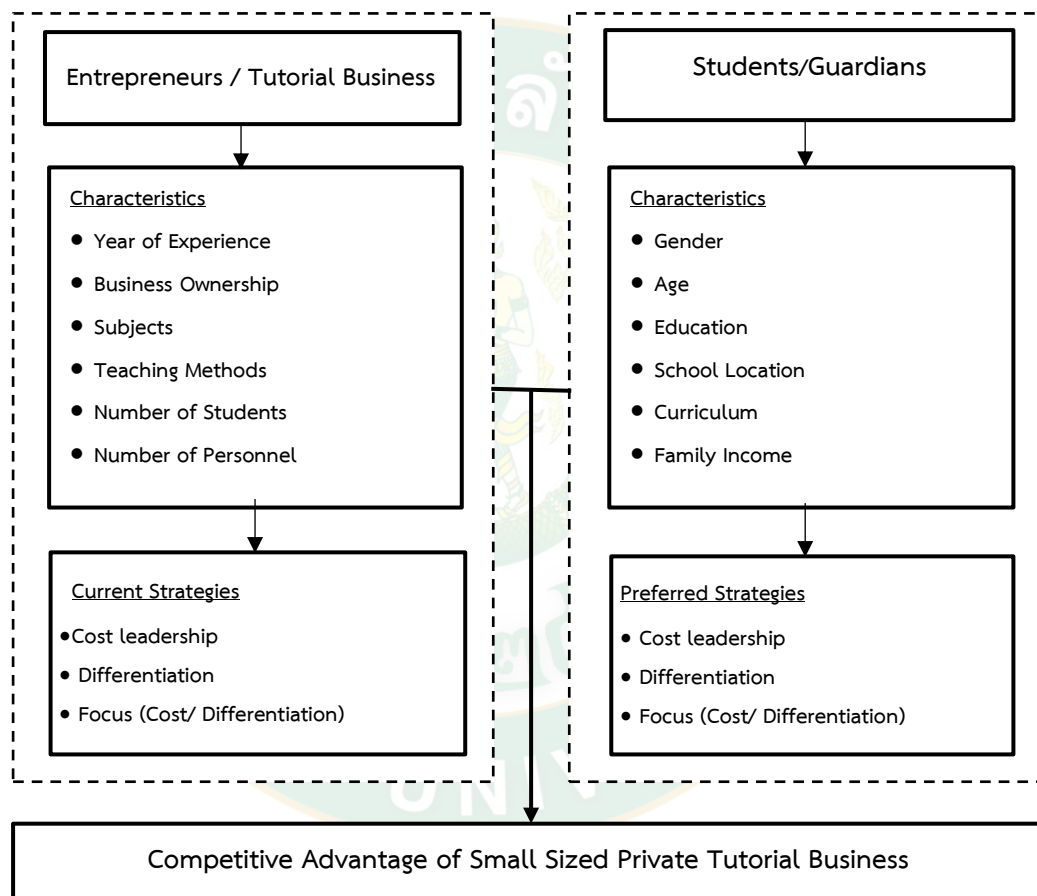 Entrepreneurs / Tutorial Business
Characteristics
• Year of Experience
• Business Ownership
• Subjects
• Teaching Methods
• Number of Students
• Number of Personnel
Current Strategies
•Cost leadership
• Differentiation
• Focus (Cost/ Differentiation)
Students/Guardians
Characteristics
• Gender
• Age
• Education
• School Location
• Curriculum
• Family Income
Preferred Strategies
• Cost leadership
• Differentiation
• Focus (Cost/ Differentiation)
Competitive Advantage of Small Sized Private Tutorial Business